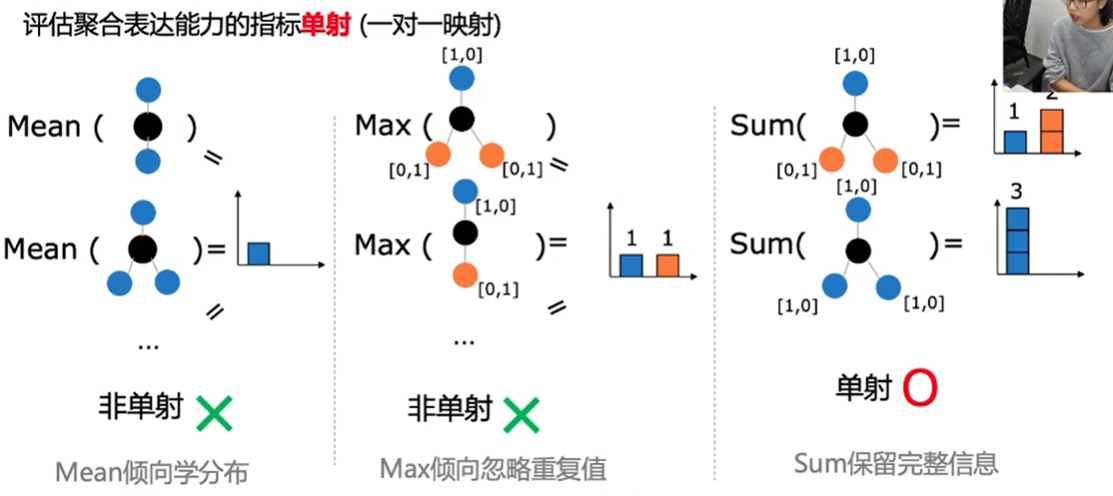 评估聚合表达能力的指标单射 (一对一映射)
Mean ( )
=
Mean ( )=
=
...
非单射 ×
Mean倾向学分布
[1,0]
Max ( )
[0,1] [0,1] =
[1,0]
Max ( )=
1 1
[0,1]
=
...
非单射 ×
Max倾向忽略重复值
[1,0]
Sum( )=
1 2
[0,1] [0,1]
[1,0]
Sum( )=
3
[1,0] [1,0]
单射 O
Sum保留完整信息